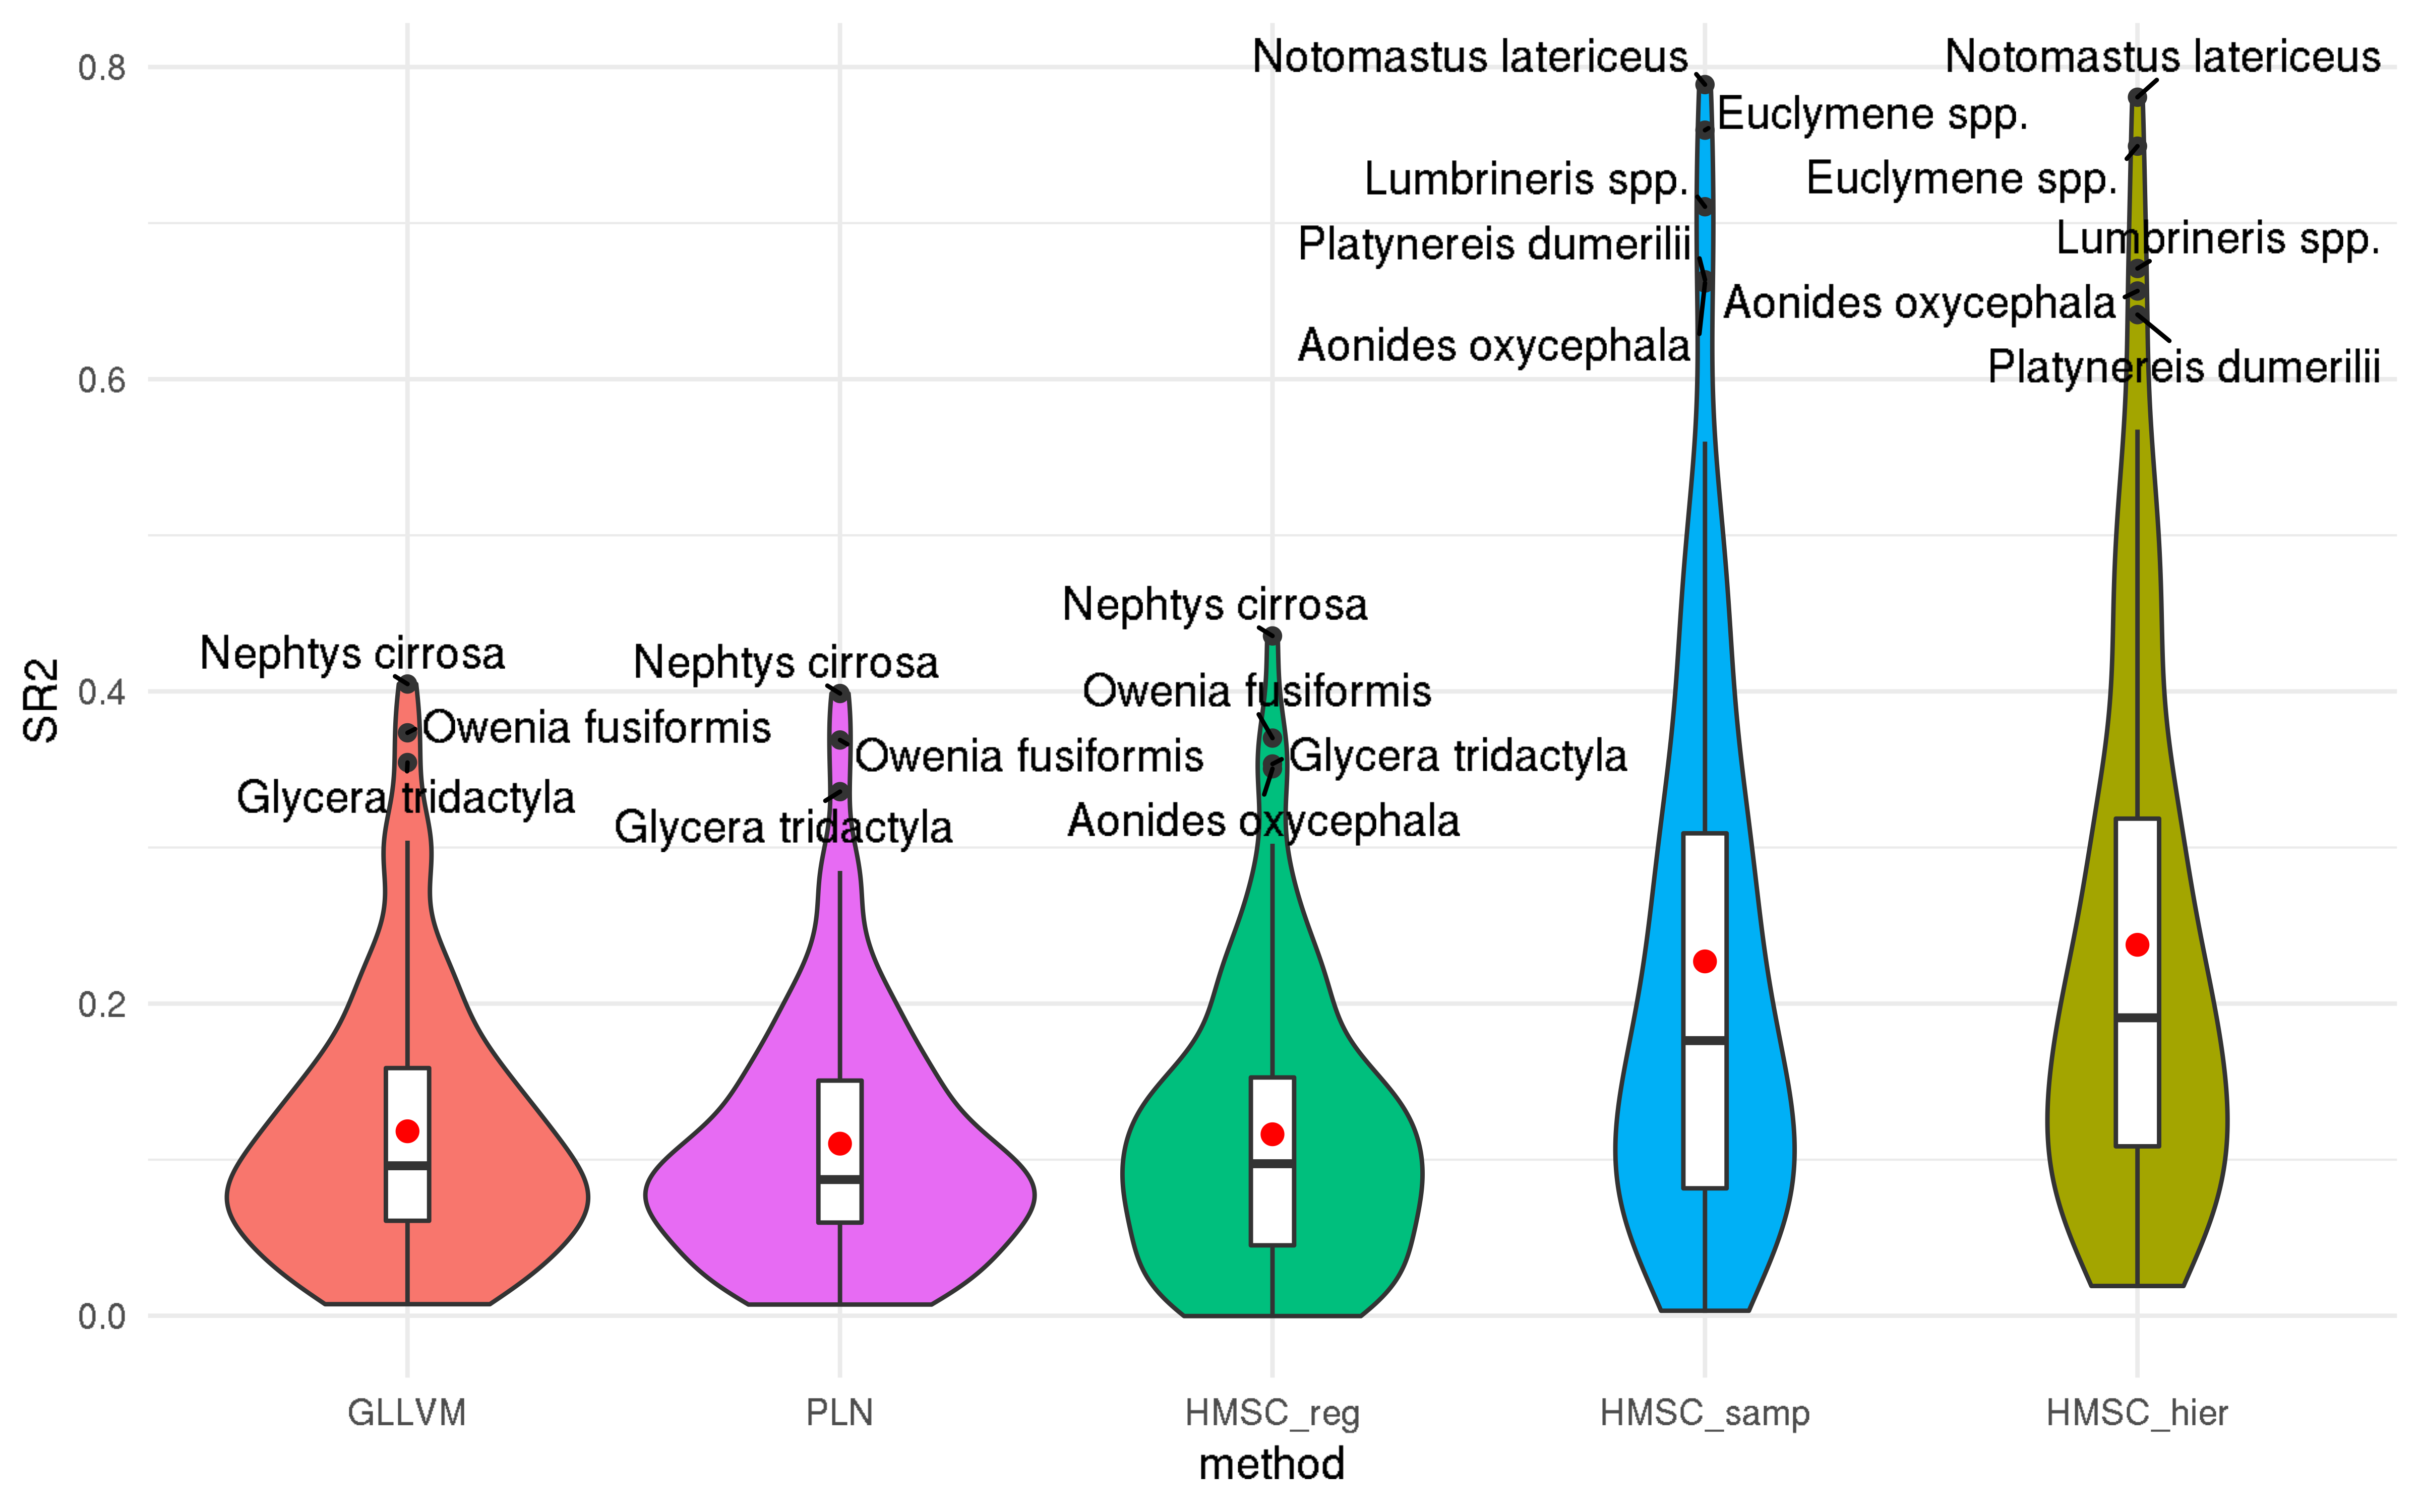 Notomastus latericeus
Notomastus latericeus
0.8
Euclymene spp.
Lumbrineris spp.
Euclymene spp.
Platynereis dumerilii
Lumbrineris spp.
Aonides oxycephala
Aonides oxycephala
Platynereis dumerilii
0.6
Nephtys cirrosa
Nephtys cirrosa
Nephtys cirrosa
SR2
0.4
Owenia fusiformis
Owenia fusiformis
Owenia fusiformis
Glycera tridactyla
Glycera tridactyla
Glycera tridactyla
Aonides oxycephala
0.2
0.0
GLLVM PLN HMSC_reg HMSC_samp HMSC_hier
method